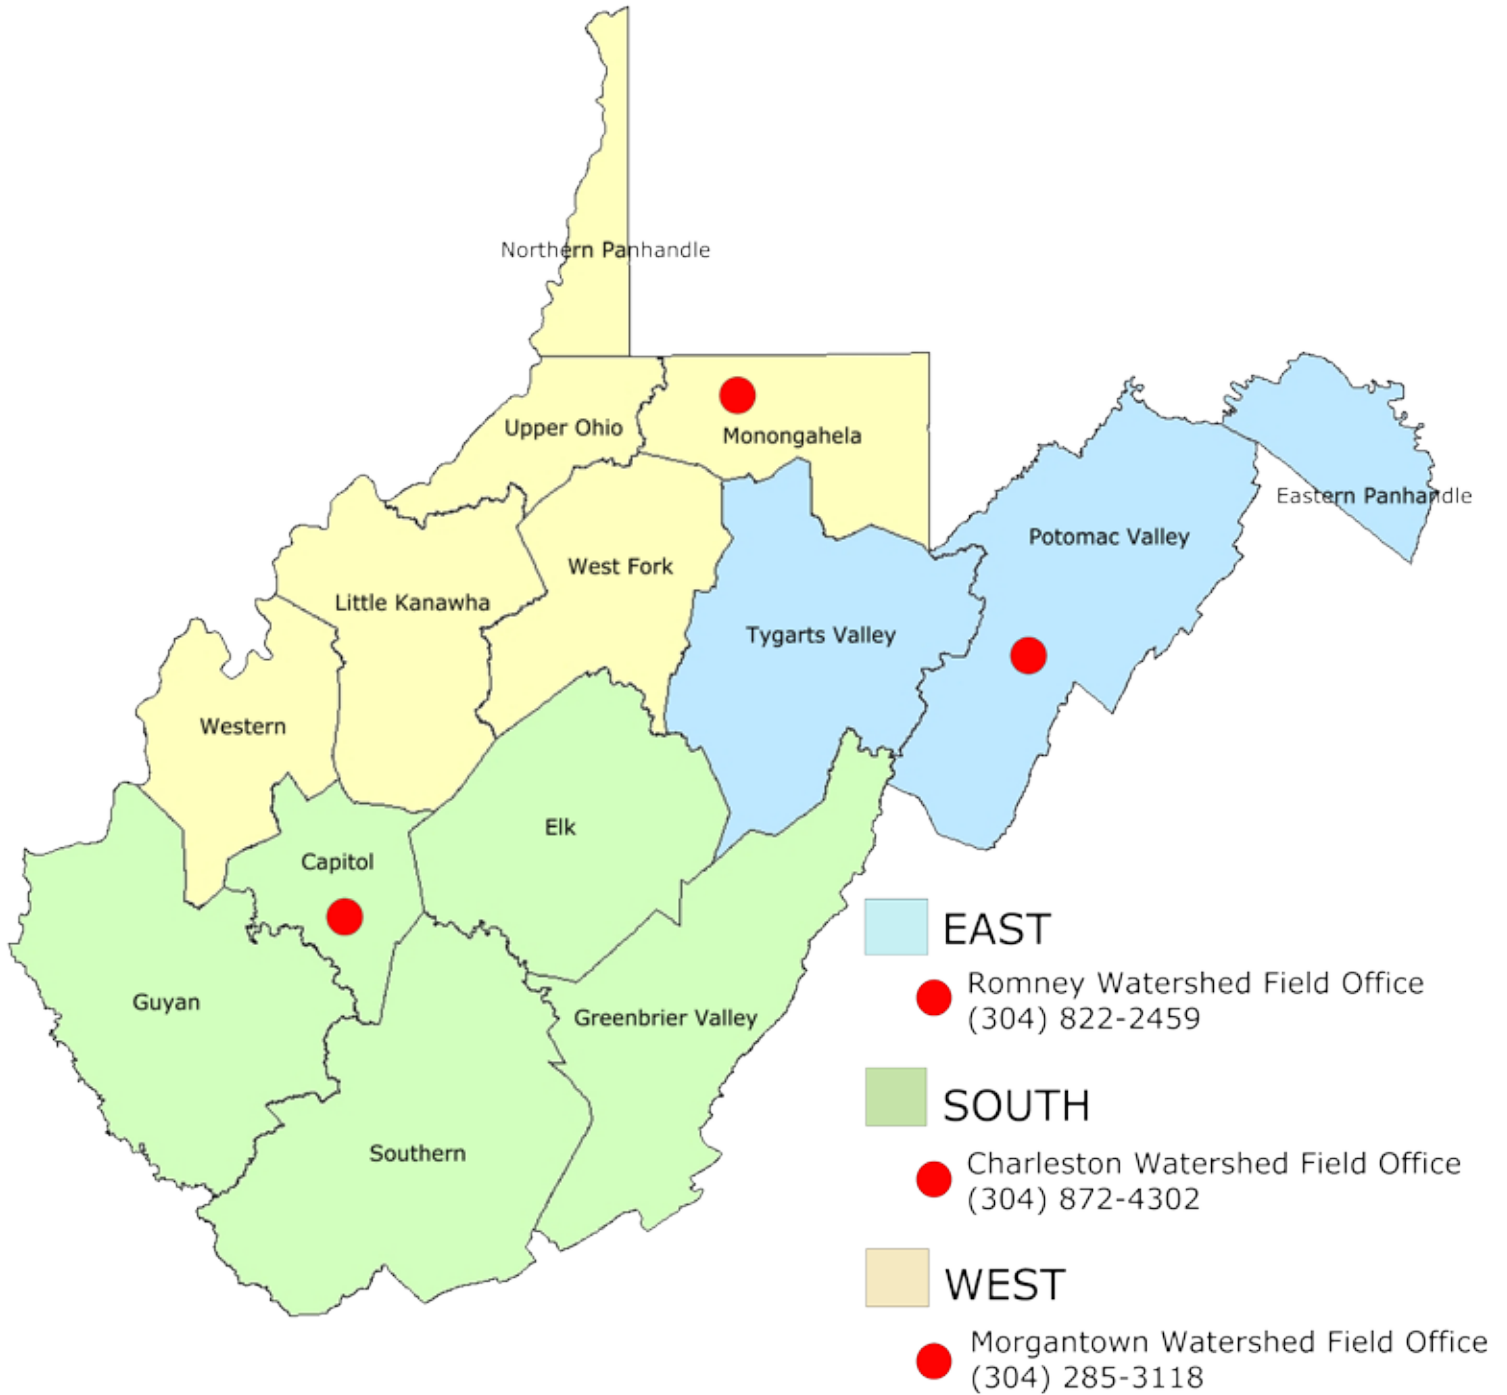 Northern Panhandle
Upper Ohio
Monongahela
Eastern Panhandle
Potomac Valley
West Fork
Little Kanawha
Tygarts Valley
Western
Elk
Capitol
Guyan
Greenbrier Valley
Southern
EAST
Romney Watershed Field Office
(304) 822-2459
SOUTH
Charleston Watershed Field Office
(304) 872-4302
WEST
Morgantown Watershed Field Office
(304) 285-3118